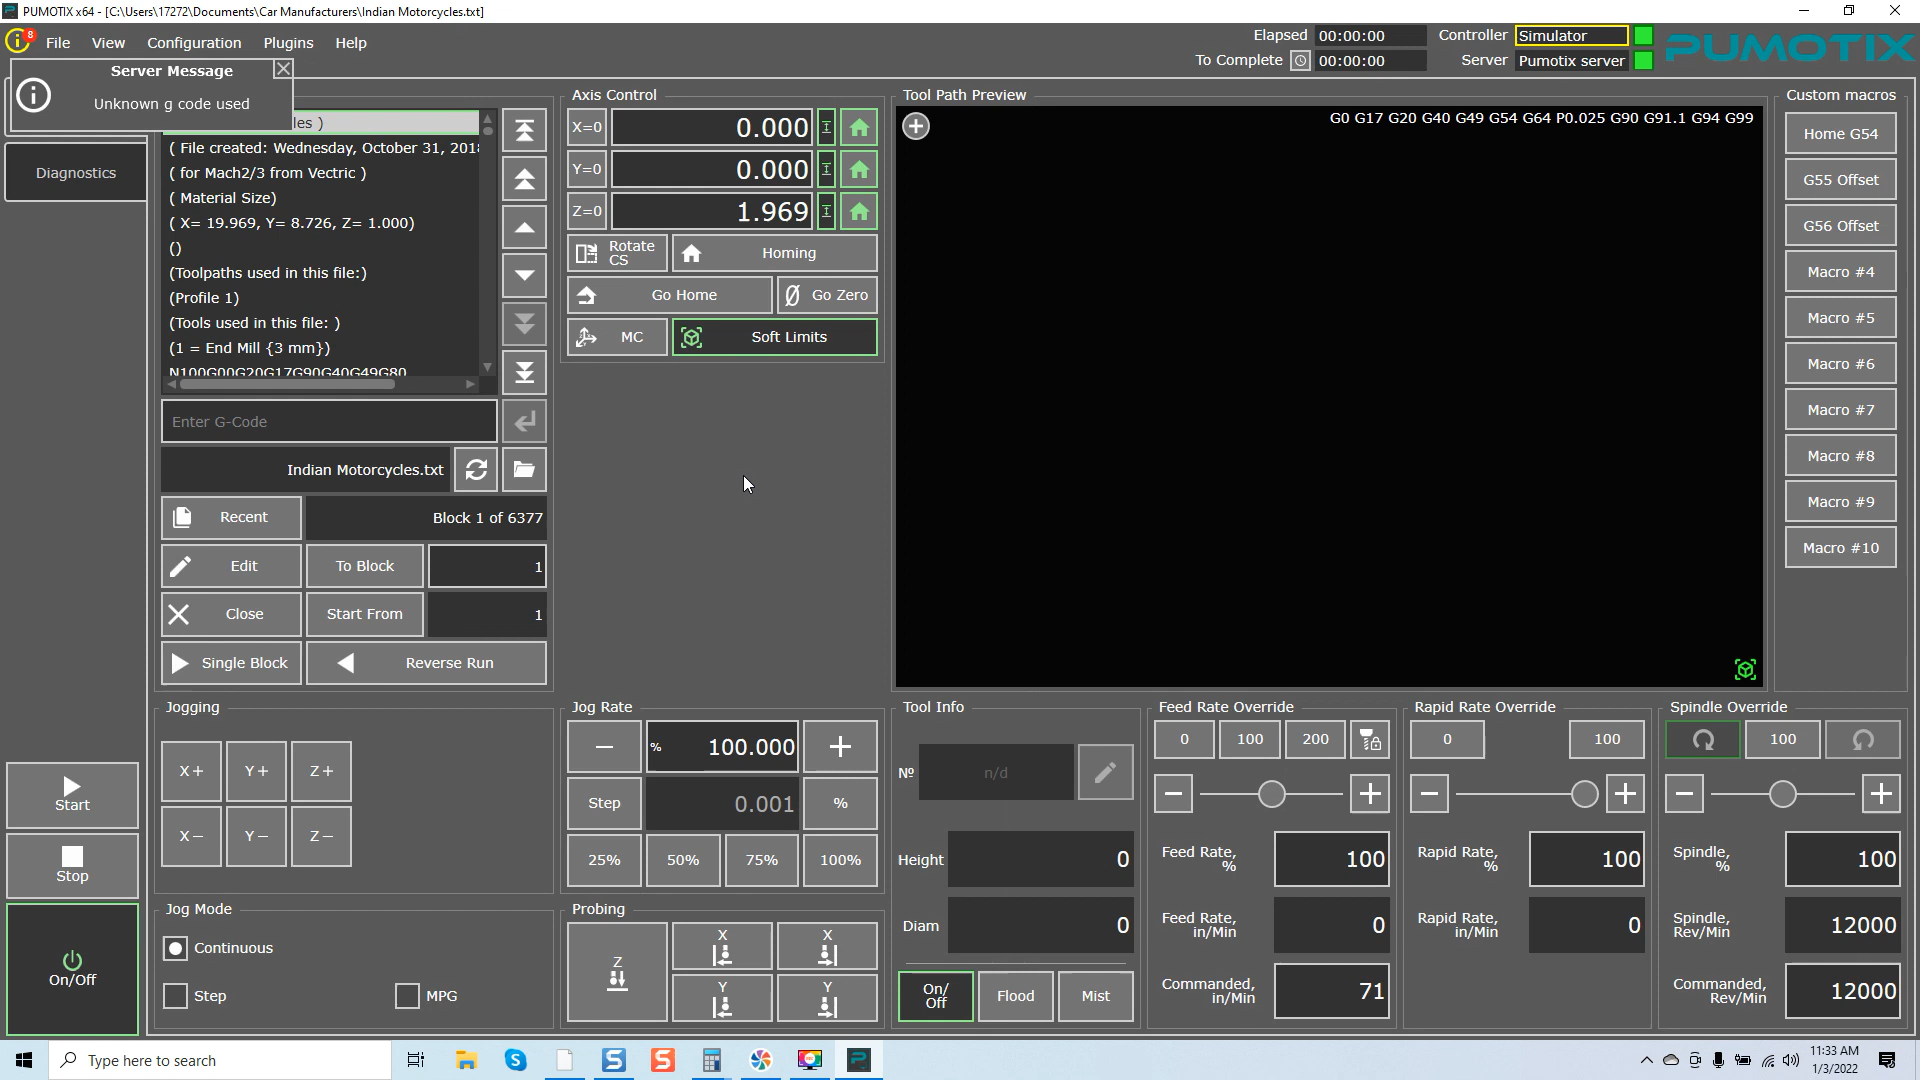 PUMOTIX x64 - [C:\Users\17272\Documents\Car Manufacturers\Indian Motorcycles.txt]
8
File
View
Configuration
Plugins
Help
Elapsed
00:00:00
Controller
Simulator
PUMOTIX
To Complete
00:00:00
Server
Pumotix server
Server Message
Unknown g code used
Diagnostics
les )
( File created: Wednesday, October 31, 2018
( for Mach2/3 from Vectric )
( Material Size)
( X= 19.969, Y= 8.726, Z= 1.000)
()
(Toolpaths used in this file:)
(Profile 1)
(Tools used in this file: )
(1 = End Mill {3 mm})
N100G00G20G17G90G40G49G80
Enter G-Code
Indian Motorcycles.txt
Recent
Block 1 of 6377
Edit
To Block
1
Close
Start From
1
Single Block
Reverse Run
Axis Control
X=0
0.000
Y=0
0.000
Z=0
1.969
Rotate
CS
Homing
Go Home
Go Zero
MC
Soft Limits
Tool Path Preview
G0 G17 G20 G40 G49 G54 G64 P0.025 G90 G91.1 G94 G99
Custom macros
Home G54
G55 Offset
G56 Offset
Macro #4
Macro #5
Macro #6
Macro #7
Macro #8
Macro #9
Macro #10
Start
Stop
On/Off
Jogging
X+
Y+
Z+
X−
Y−
Z−
Jog Mode
Continuous
Step
MPG
Jog Rate
%
100.000
Step
0.001
%
25%
50%
75%
100%
Probing
Z
X
X
Y
Y
Tool Info
Nº
n/d
Height
0
Diam
0
On/
Off
Flood
Mist
Feed Rate Override
0
100
200
Feed Rate,
%
100
Feed Rate,
in/Min
0
Commanded,
in/Min
71
Rapid Rate Override
0
100
Rapid Rate,
%
100
Rapid Rate,
in/Min
0
Spindle Override
100
Spindle,
%
100
Spindle,
Rev/Min
12000
Commanded,
Rev/Min
12000
Type here to search
11:33 AM
1/3/2022